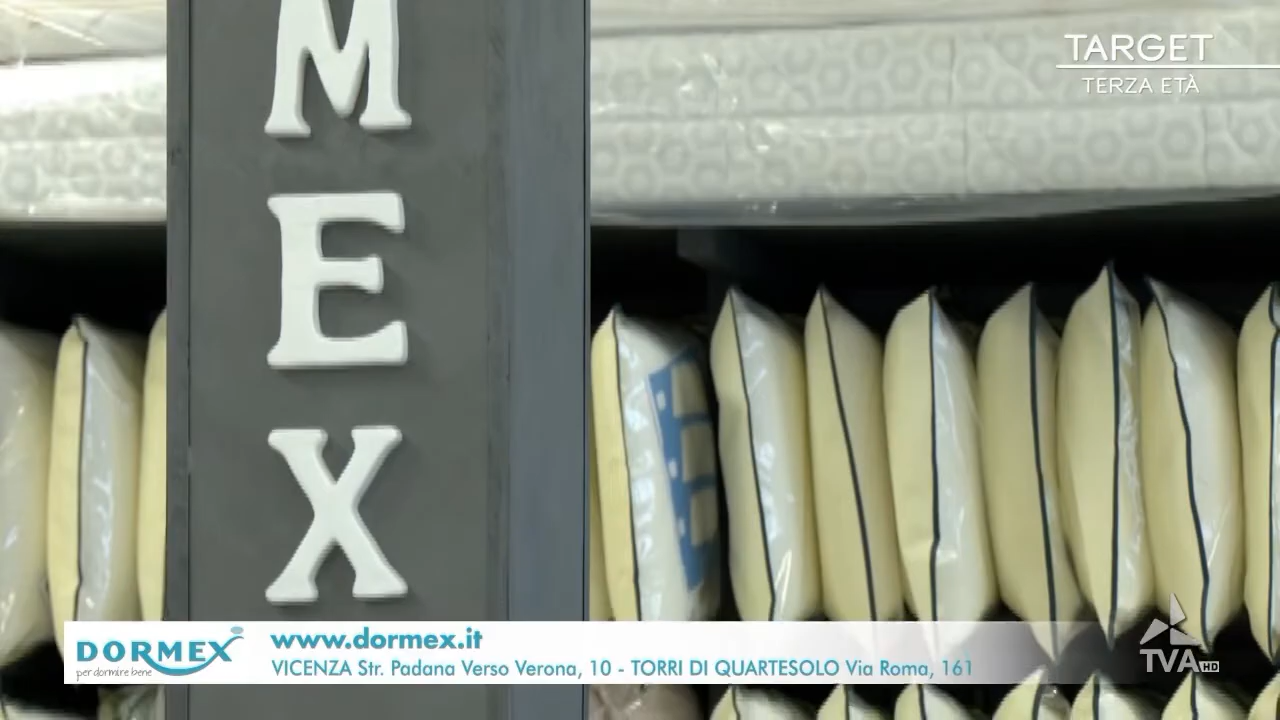 TARGET
TERZA ETÀ
M
E
X
DORMEX
per dormire bene
www.dormex.it
VICENZA Str. Padana Verso Verona, 10 - TORRI DI QUARTESOLO Via Roma, 161
TVA HD